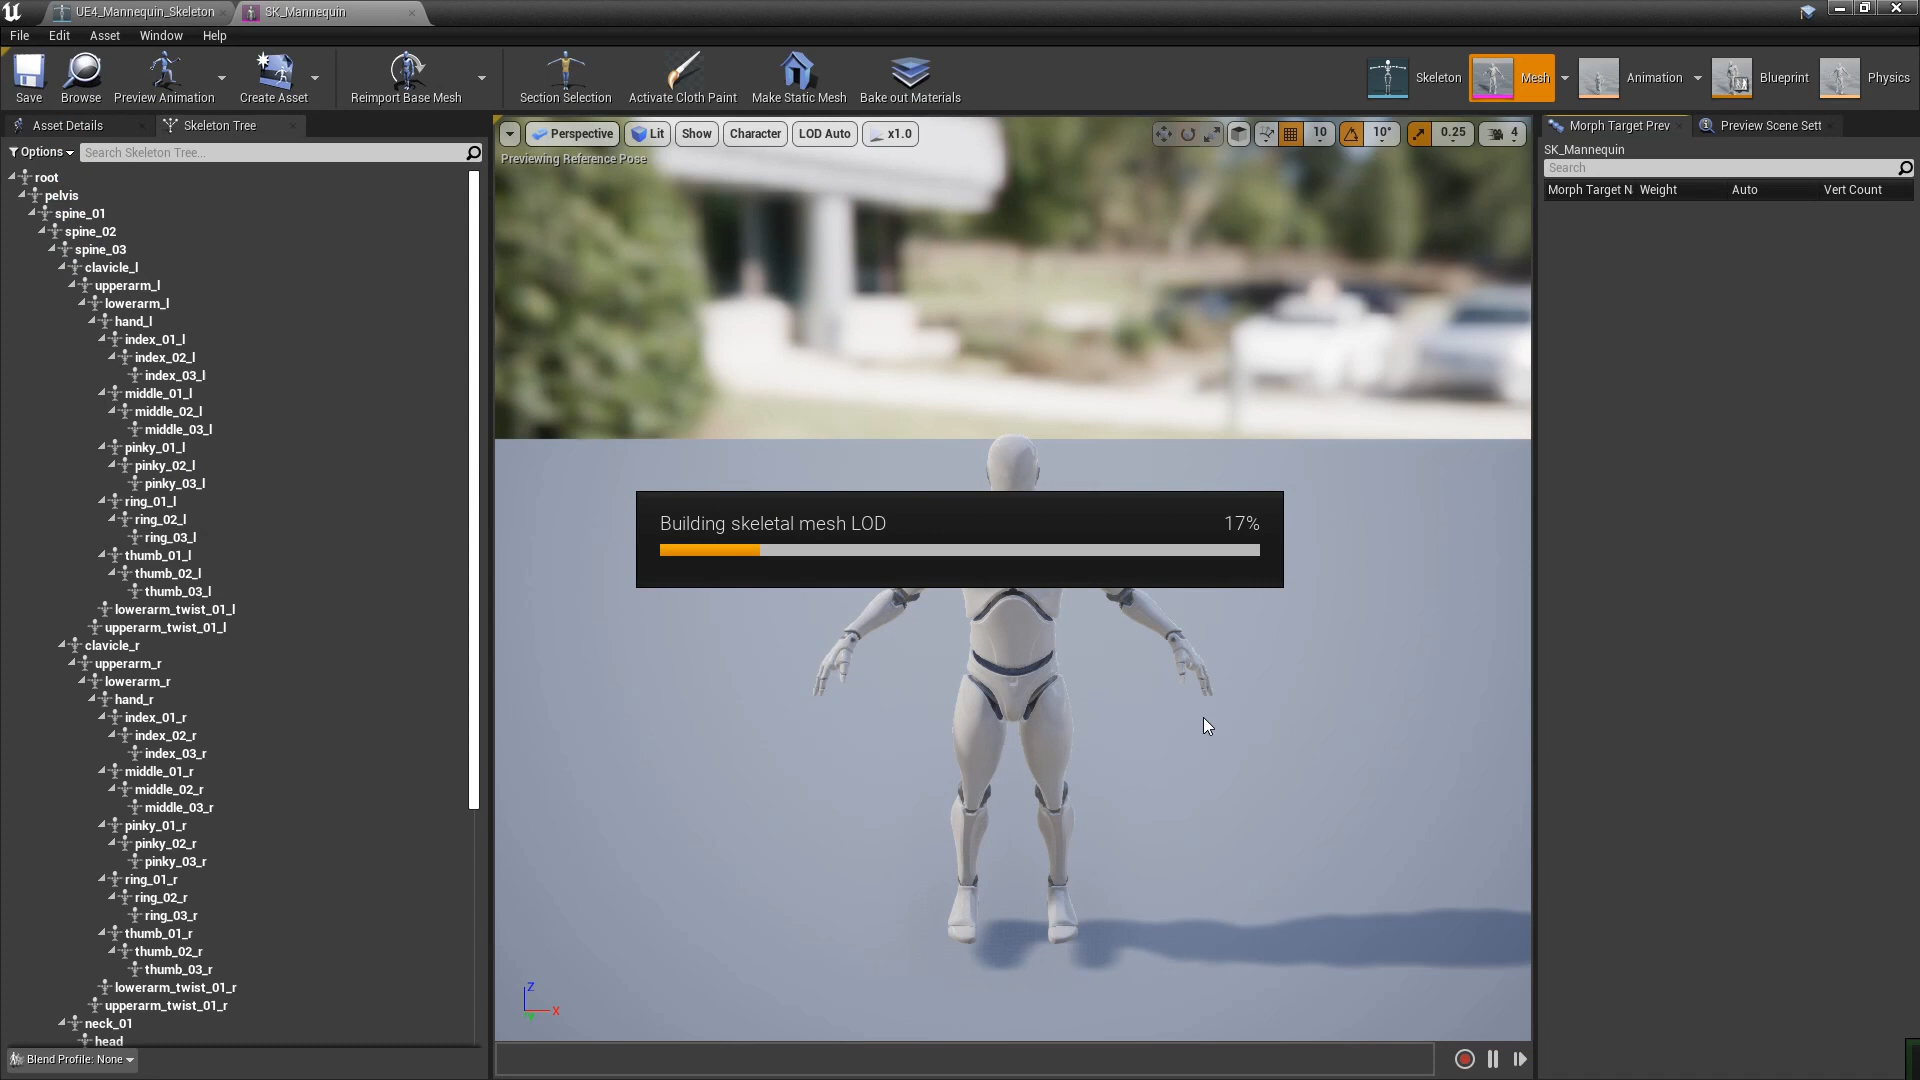 UE4_Mannequin_Skeleton
SK_Mannequin
File Edit Asset Window Help
Save
Browse
Preview Animation
Create Asset
Reimport Base Mesh
Section Selection
Activate Cloth Paint
Make Static Mesh
Bake out Materials
Skeleton
Mesh
Animation
Blueprint
Physics
Asset Details
Skeleton Tree
Options
Search Skeleton Tree...
root
pelvis
spine_01
spine_02
spine_03
clavicle_l
upperarm_l
lowerarm_l
hand_l
index_01_l
index_02_l
index_03_l
middle_01_l
middle_02_l
middle_03_l
pinky_01_l
pinky_02_l
pinky_03_l
ring_01_l
ring_02_l
ring_03_l
thumb_01_l
thumb_02_l
thumb_03_l
lowerarm_twist_01_l
upperarm_twist_01_l
clavicle_r
upperarm_r
lowerarm_r
hand_r
index_01_r
index_02_r
index_03_r
middle_01_r
middle_02_r
middle_03_r
pinky_01_r
pinky_02_r
pinky_03_r
ring_01_r
ring_02_r
ring_03_r
thumb_01_r
thumb_02_r
thumb_03_r
lowerarm_twist_01_r
upperarm_twist_01_r
neck_01
head
Blend Profile: None
Perspective
Lit
Show
Character
LOD Auto
x1.0
10
10°
0.25
4
Previewing Reference Pose
Building skeletal mesh LOD 17%
Z
X
Y
Morph Target Prev
Preview Scene Sett
SK_Mannequin
Search
Morph Target N Weight Auto Vert Count